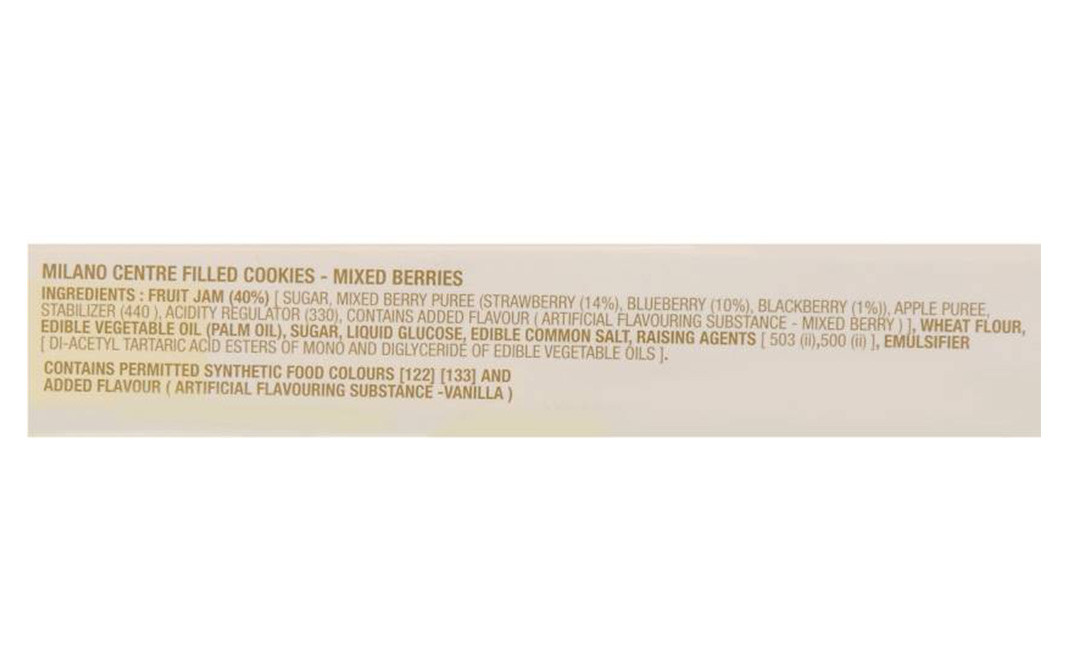 MILANO CENTRE FILLED COOKIES - MIXED BERRIES
INGREDIENTS : FRUIT JAM (40%) [ SUGAR, MIXED BERRY PUREE (STRAWBERRY (14%), BLUEBERRY (10%), BLACKBERRY (1%)), APPLE PUREE,
STABILIZER (440 ), ACIDITY REGULATOR (330), CONTAINS ADDED FLAVOUR ( ARTIFICIAL FLAVOURING SUBSTANCE - MIXED BERRY ) ], WHEAT FLOUR,
EDIBLE VEGETABLE OIL (PALM OIL), SUGAR, LIQUID GLUCOSE, EDIBLE COMMON SALT, RAISING AGENTS [ 503 (ii),500 (ii) ], EMULSIFIER
[ DI-ACETYL TARTARIC ACID ESTERS OF MONO AND DIGLYCERIDE OF EDIBLE VEGETABLE OILS ].
CONTAINS PERMITTED SYNTHETIC FOOD COLOURS [122] [133] AND
ADDED FLAVOUR ( ARTIFICIAL FLAVOURING SUBSTANCE -VANILLA )